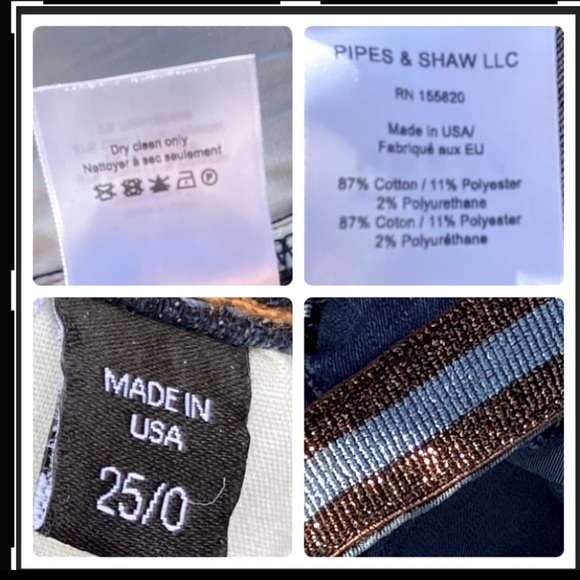 Dry clean only
Nettoyer à sec seulement
PIPES & SHAW LLC
RN 155820
Made in USA/
Fabriqué aux EU
87% Cotton / 11% Polyester
2% Polyurethane
87% Coton / 11% Polyester
2% Polyuréthane
MADE IN
USA
25/0